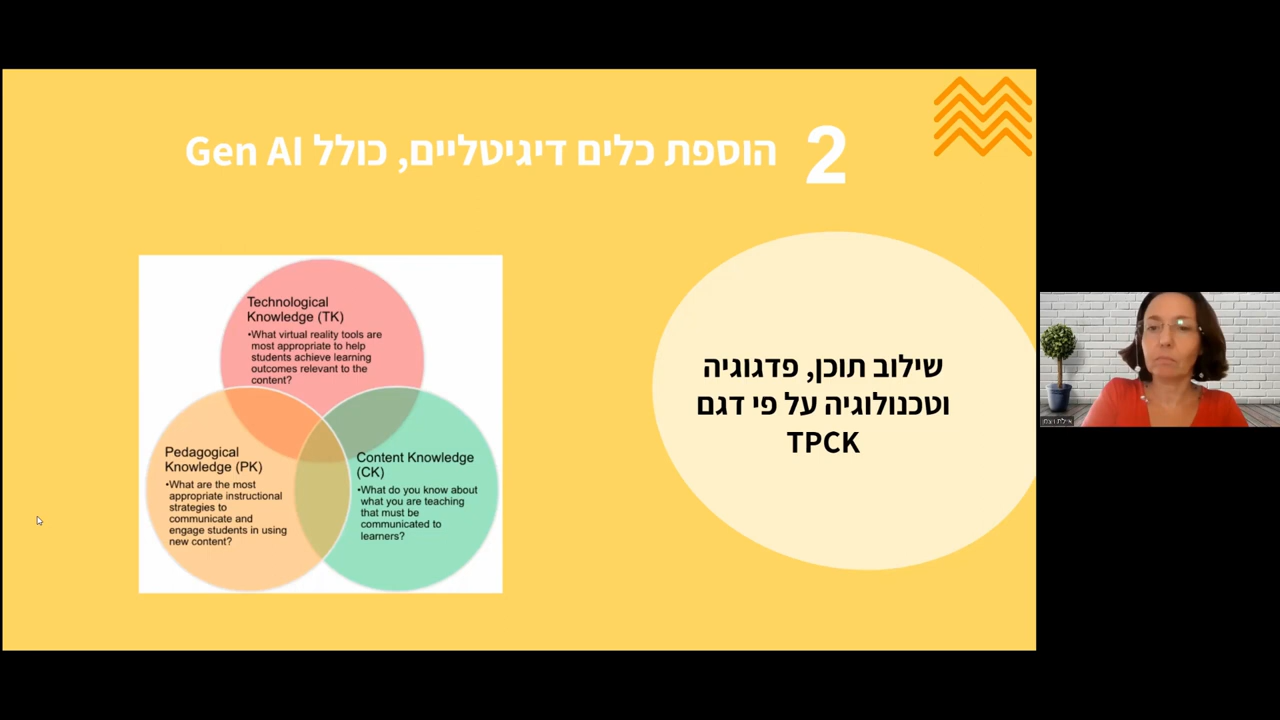 2 הוספת כלים דיגיטליים, כולל Gen AI
שילוב תוכן, פדגוגיה
וטכנולוגיה על פי דגם
TPCK
Technological
Knowledge (TK)
•What virtual reality tools are
most appropriate to help
students achieve learning
outcomes relevant to the
content?
Pedagogical
Knowledge (PK)
•What are the most
appropriate instructional
strategies to
communicate and
engage students in using
new content?
Content Knowledge
(CK)
•What do you know about
what you are teaching
that must be
communicated to
learners?
אילת